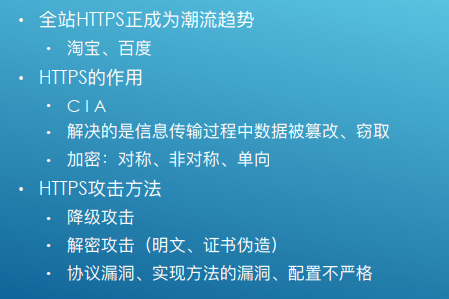 • 全站HTTPS正成为潮流趋势
• 淘宝、百度
• HTTPS的作用
• C I A
• 解决的是信息传输过程中数据被篡改、窃取
• 加密：对称、非对称、单向
• HTTPS攻击方法
• 降级攻击
• 解密攻击（明文、证书伪造）
• 协议漏洞、实现方法的漏洞、配置不严格